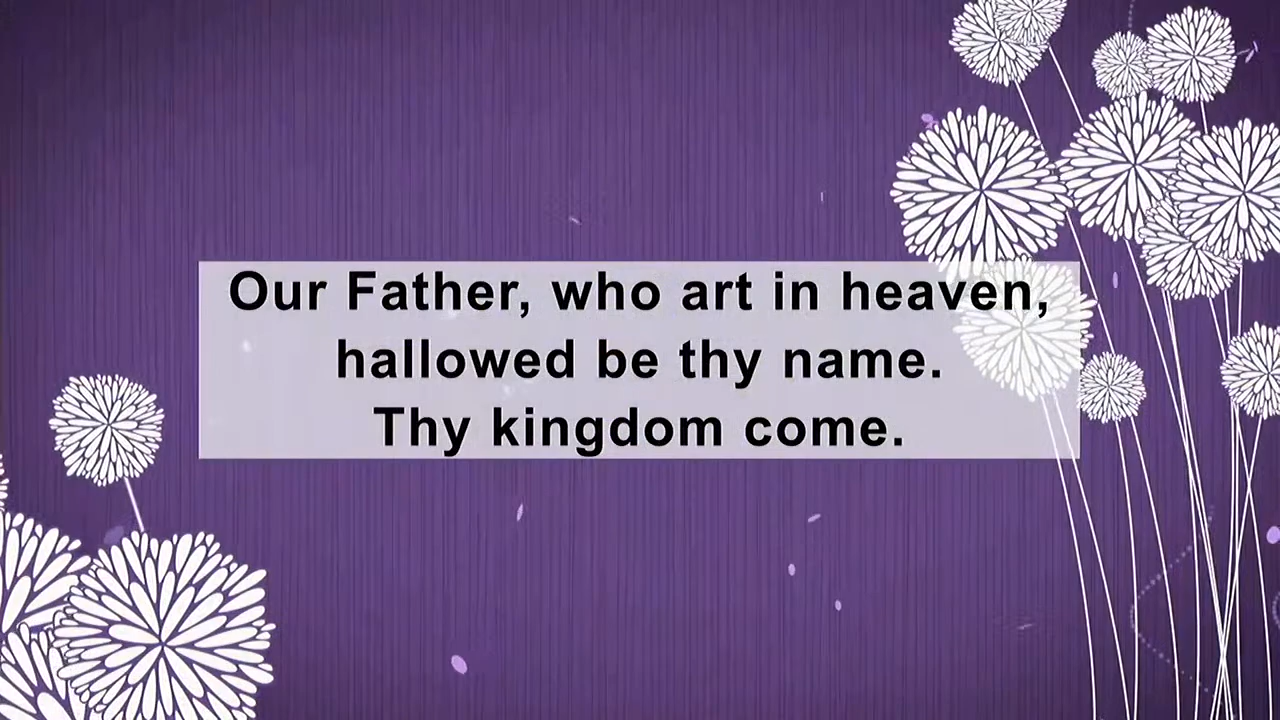 Our Father, who art in heaven,
hallowed be thy name.
Thy kingdom come.